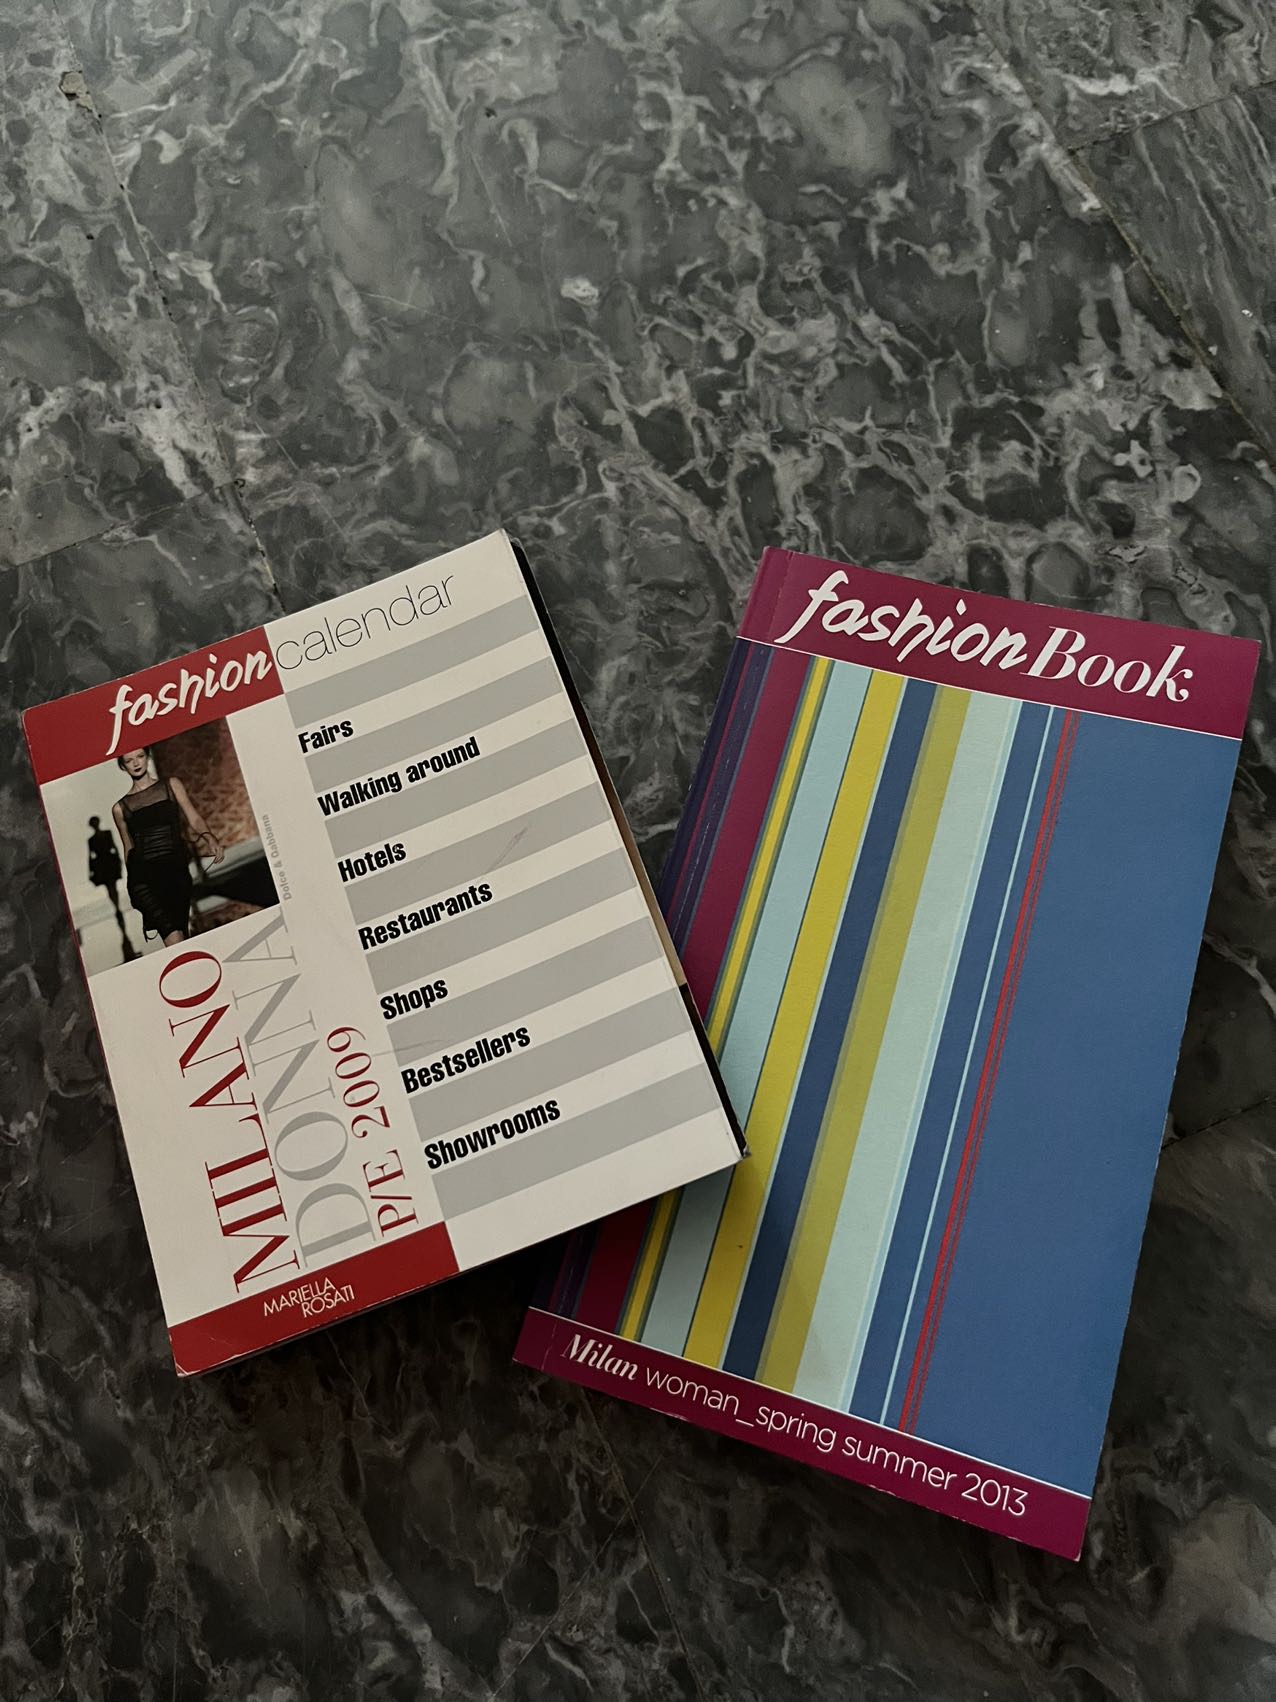 fashion calendar
Dolce & Gabbana
MILANO
DONNA
P/E 2009
Fairs
Walking around
Hotels
Restaurants
Shops
Bestsellers
Showrooms
MARIELLA
ROSATI
fashion Book
Milan woman_spring summer 2013